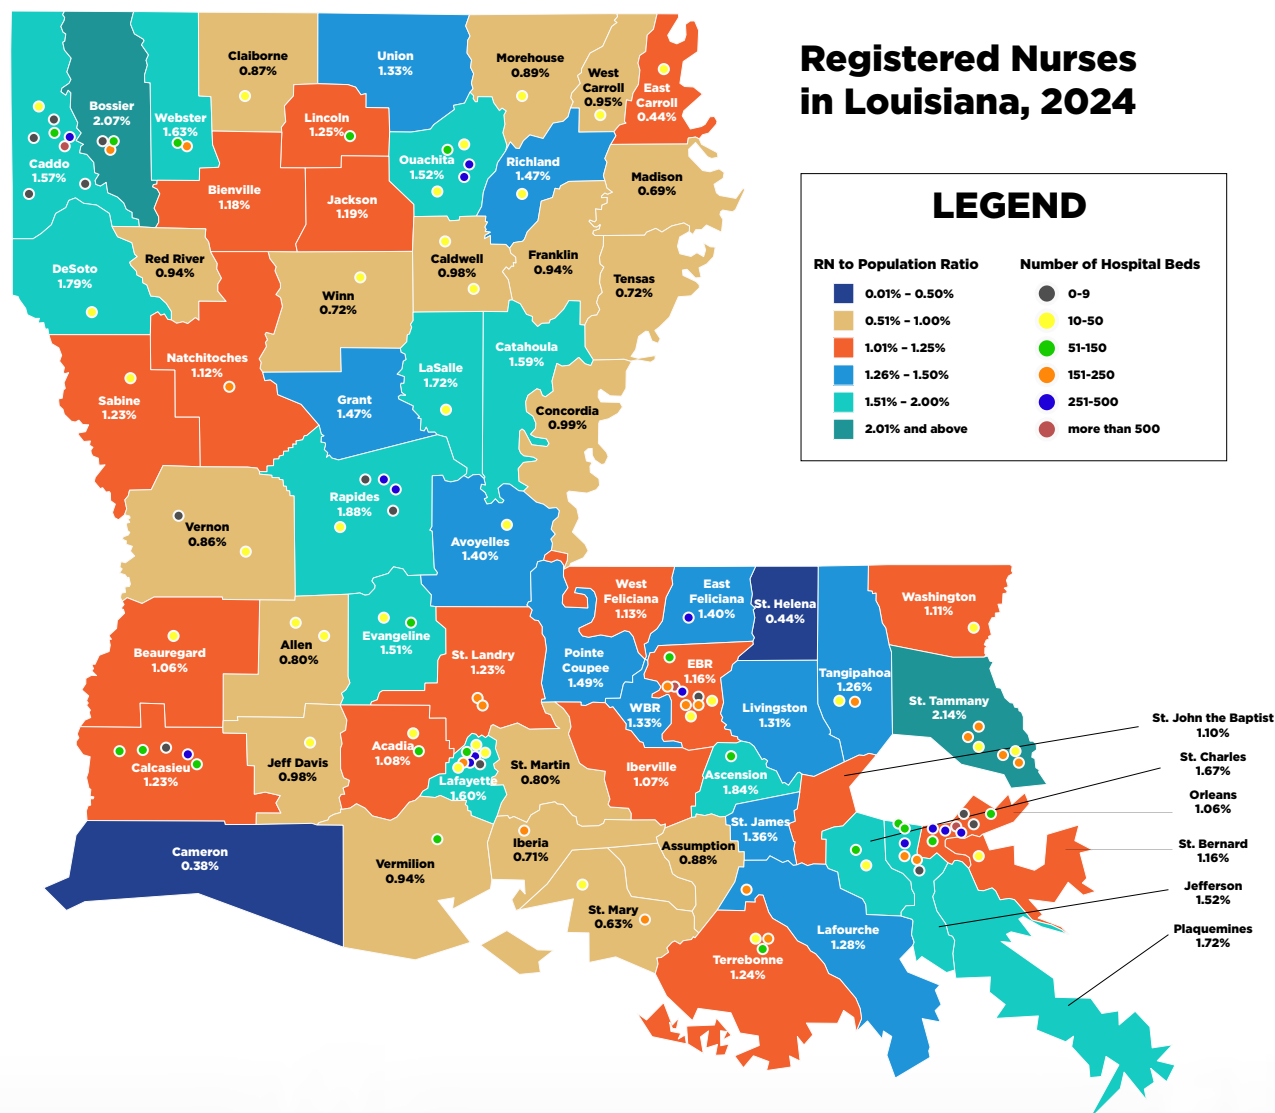 Registered Nurses
in Louisiana, 2024
LEGEND
RN to Population Ratio
0.01% – 0.50%
0.51% – 1.00%
1.01% – 1.25%
1.26% – 1.50%
1.51% – 2.00%
2.01% and above
Number of Hospital Beds
0-9
10-50
51-150
151-250
251-500
more than 500
Caddo
1.57%
Bossier
2.07%
Webster
1.63%
Claiborne
0.87%
Union
1.33%
Morehouse
0.89%
West
Carroll
0.95%
East
Carroll
0.44%
Lincoln
1.25%
Ouachita
1.52%
Richland
1.47%
Madison
0.69%
Bienville
1.18%
Jackson
1.19%
DeSoto
1.79%
Red River
0.94%
Winn
0.72%
Caldwell
0.98%
Franklin
0.94%
Tensas
0.72%
Natchitoches
1.12%
Sabine
1.23%
Grant
1.47%
LaSalle
1.72%
Catahoula
1.59%
Concordia
0.99%
Vernon
0.86%
Rapides
1.88%
Avoyelles
1.40%
Beauregard
1.06%
Allen
0.80%
Evangeline
1.51%
St. Landry
1.23%
Pointe
Coupee
1.49%
West
Feliciana
1.13%
East
Feliciana
1.40%
St. Helena
0.44%
Tangipahoa
1.26%
Washington
1.11%
St. Tammany
2.14%
EBR
1.16%
WBR
1.33%
Livingston
1.31%
Calcasieu
1.23%
Jeff Davis
0.98%
Acadia
1.08%
Lafayette
1.60%
St. Martin
0.80%
Iberville
1.07%
Ascension
1.84%
St. James
1.36%
Assumption
0.88%
Cameron
0.38%
Vermilion
0.94%
Iberia
0.71%
St. Mary
0.63%
Terrebonne
1.24%
Lafourche
1.28%
St. John the Baptist
1.10%
St. Charles
1.67%
Orleans
1.06%
St. Bernard
1.16%
Jefferson
1.52%
Plaquemines
1.72%